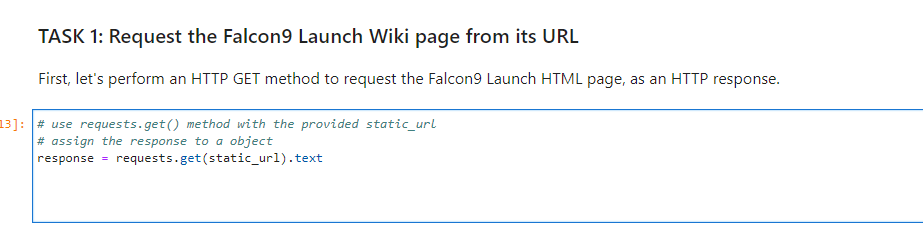 TASK 1: Request the Falcon9 Launch Wiki page from its URL
First, let's perform an HTTP GET method to request the Falcon9 Launch HTML page, as an HTTP response.
13]: # use requests.get() method with the provided static_url
# assign the response to a object
response = requests.get(static_url).text